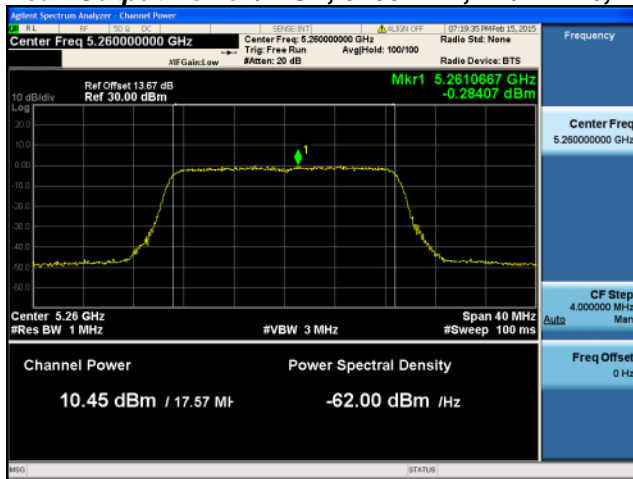 Agilent Spectrum Analyzer - Channel Power
RL RF 50 Ω DC SENSE:INT ALIGN OFF 07:19:35 PM Feb 15, 2015
Center Freq 5.260000000 GHz
Center Freq: 5.260000000 GHz
Radio Std: None
Trig: Free Run Avg|Hold: 100/100
#IFGain:Low #Atten: 20 dB Radio Device: BTS
Frequency
Mkr1 5.2610667 GHz
-0.28407 dBm
Ref Offset 13.67 dB
10 dB/div Ref 30.00 dBm
Log
20.0
10.0
0.00
-10.0
-20.0
-30.0
-40.0
-50.0
-60.0
1
Center Freq
5.260000000 GHz
Center 5.26 GHz Span 40 MHz
#Res BW 1 MHz #VBW 3 MHz #Sweep 100 ms
CF Step
4.000000 MHz
Auto Man
Channel Power Power Spectral Density
10.45 dBm / 17.57 MH -62.00 dBm /Hz
Freq Offset
0 Hz
MSG STATUS